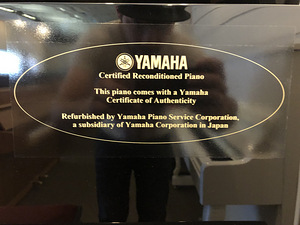 YAMAHA
Certified Reconditioned Piano
This piano comes with a Yamaha
Certificate of Authenticity
Refurbished by Yamaha Piano Service Corporation,
a subsidiary of Yamaha Corporation in Japan